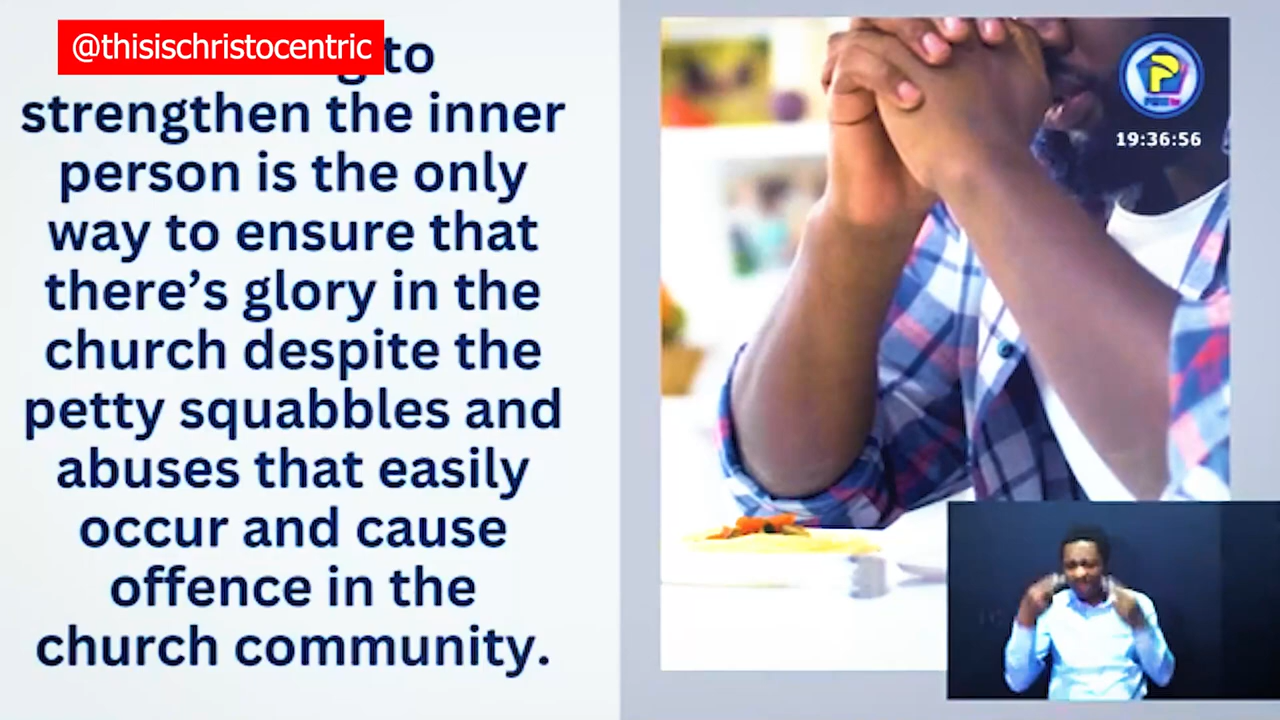 @thisischristocentric
to
strengthen the inner
person is the only
way to ensure that
there's glory in the
church despite the
petty squabbles and
abuses that easily
occur and cause
offence in the
church community.
P
19:36:56